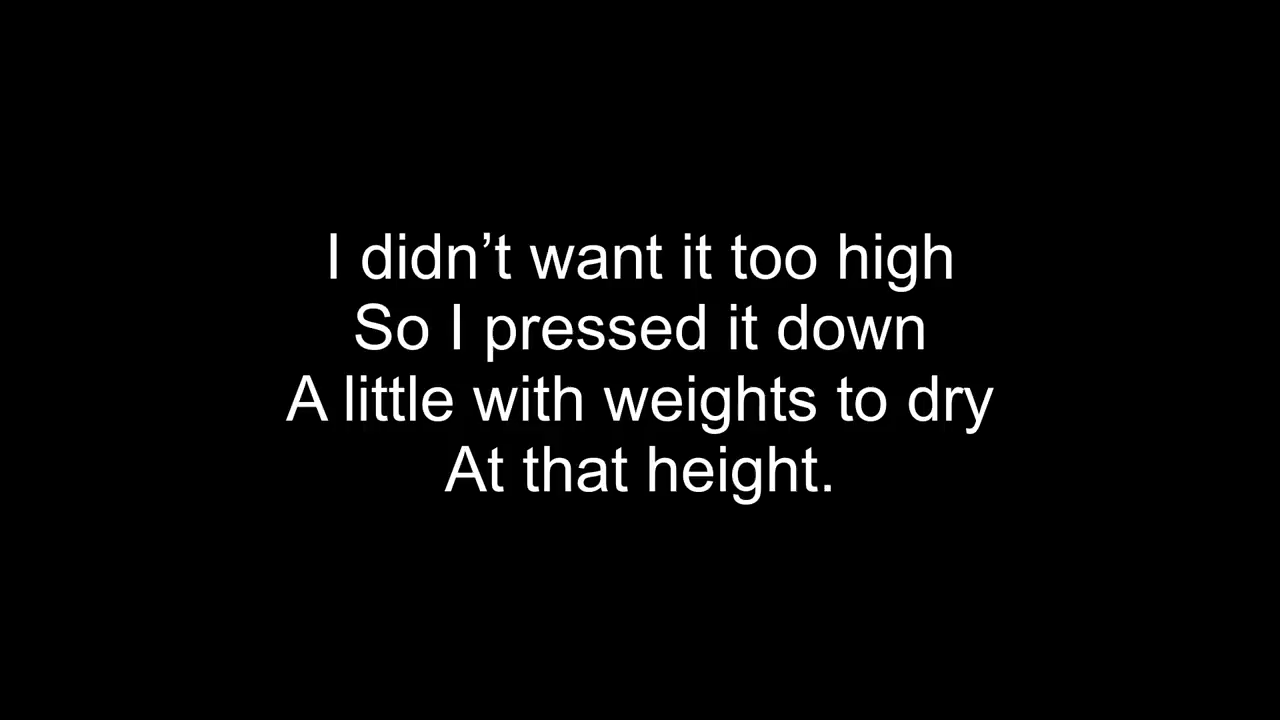 I didn’t want it too high
So I pressed it down
A little with weights to dry
At that height.